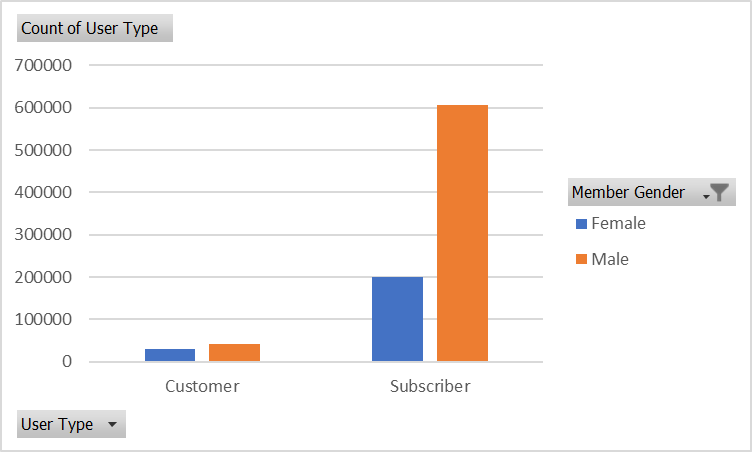 Count of User Type
700000
600000
500000
400000
300000
200000
100000
0
Customer
Subscriber
User Type
Member Gender
Female
Male